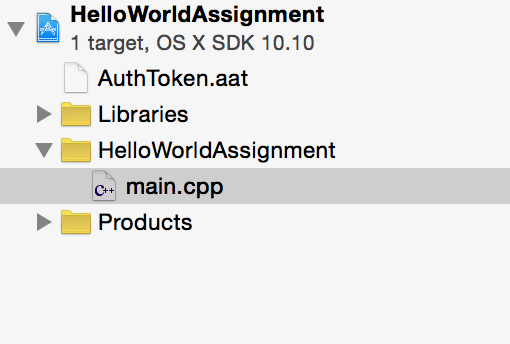 HelloWorldAssignment
1 target, OS X SDK 10.10
AuthToken.aat
Libraries
HelloWorldAssignment
C++ main.cpp
Products